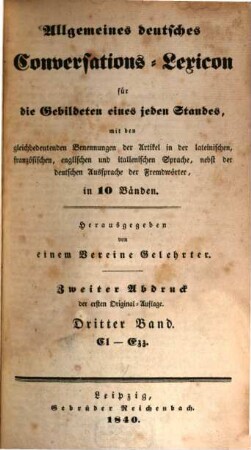 Allgemeines deutsches
Conversations-Lexicon
für
die Gebildeten eines jeden Standes,
mit den
gleichbedeutenden Benennungen der Artikel in der lateinischen,
französischen, englischen und italienischen Sprache, nebst der
deutschen Aussprache der Fremdwörter,
in 10 Bänden.
Herausgegeben
von
einem Vereine Gelehrter.
Zweiter Abdruck
der ersten Original-Auflage.
Dritter Band.
Cl — Ezz.
Leipzig,
Gebrüder Reichenbach.
1840.